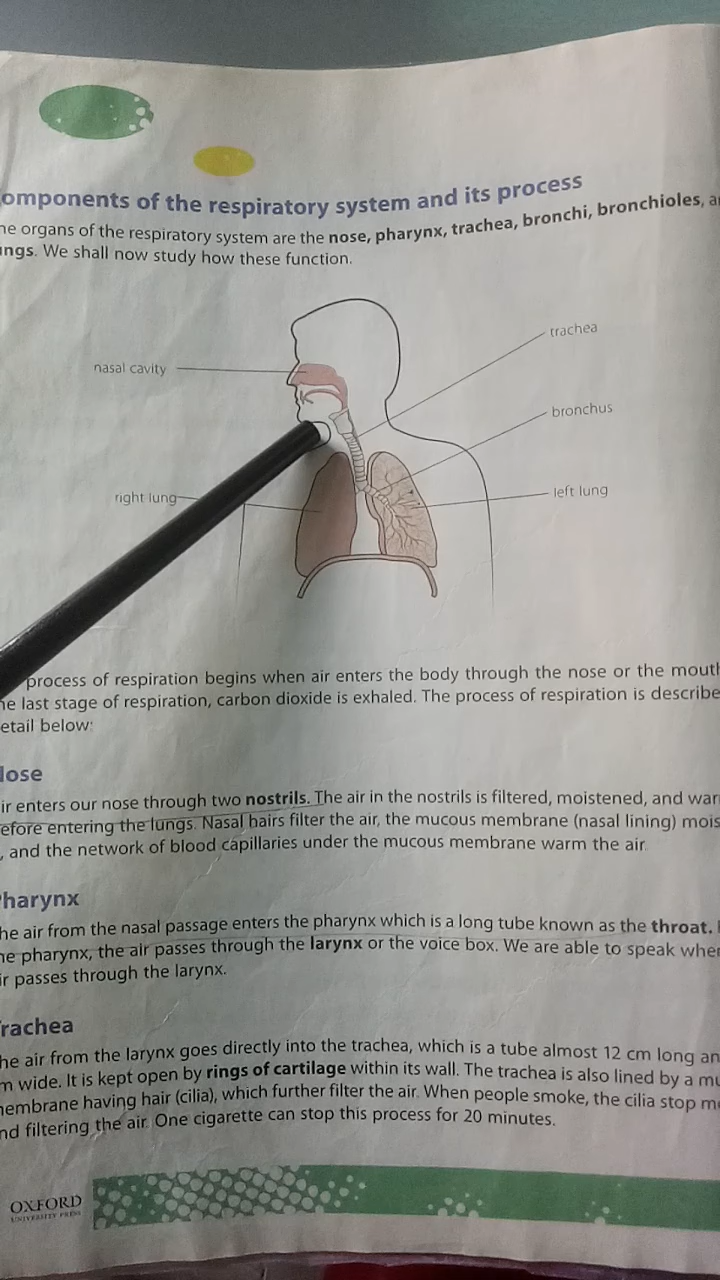 omponents of the respiratory system and its process
he organs of the respiratory system are the nose, pharynx, trachea, bronchi, bronchioles, a
ngs. We shall now study how these function.
trachea
nasal cavity
bronchus
right lung
left lung
process of respiration begins when air enters the body through the nose or the mout
he last stage of respiration, carbon dioxide is exhaled. The process of respiration is describe
etail below:
lose
ir enters our nose through two nostrils. The air in the nostrils is filtered, moistened, and war
efore entering the lungs. Nasal hairs filter the air, the mucous membrane (nasal lining) mois
, and the network of blood capillaries under the mucous membrane warm the air.
harynx
he air from the nasal passage enters the pharynx which is a long tube known as the throat.
he pharynx, the air passes through the larynx or the voice box. We are able to speak whe
ir passes through the larynx.
rachea
he air from the larynx goes directly into the trachea, which is a tube almost 12 cm long an
m wide. It is kept open by rings of cartilage within its wall. The trachea is also lined by a mu
embrane having hair (cilia), which further filter the air. When people smoke, the cilia stop m
nd filtering the air. One cigarette can stop this process for 20 minutes.
OXFORD
UNIVERSITY PRESS